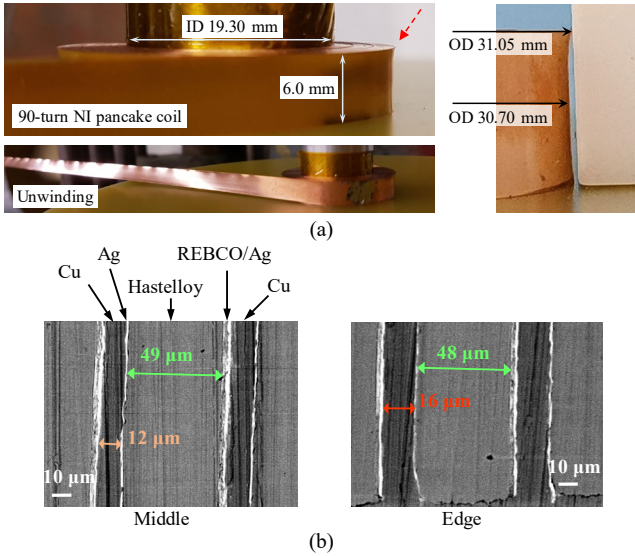 ID 19.30 mm
6.0 mm
90-turn NI pancake coil
Unwinding
OD 31.05 mm
OD 30.70 mm
(a)
Ag
REBCO/Ag
Cu
Hastelloy
Cu
49 μm
12 μm
10 μm
Middle
48 μm
16 μm
10 μm
Edge
(b)